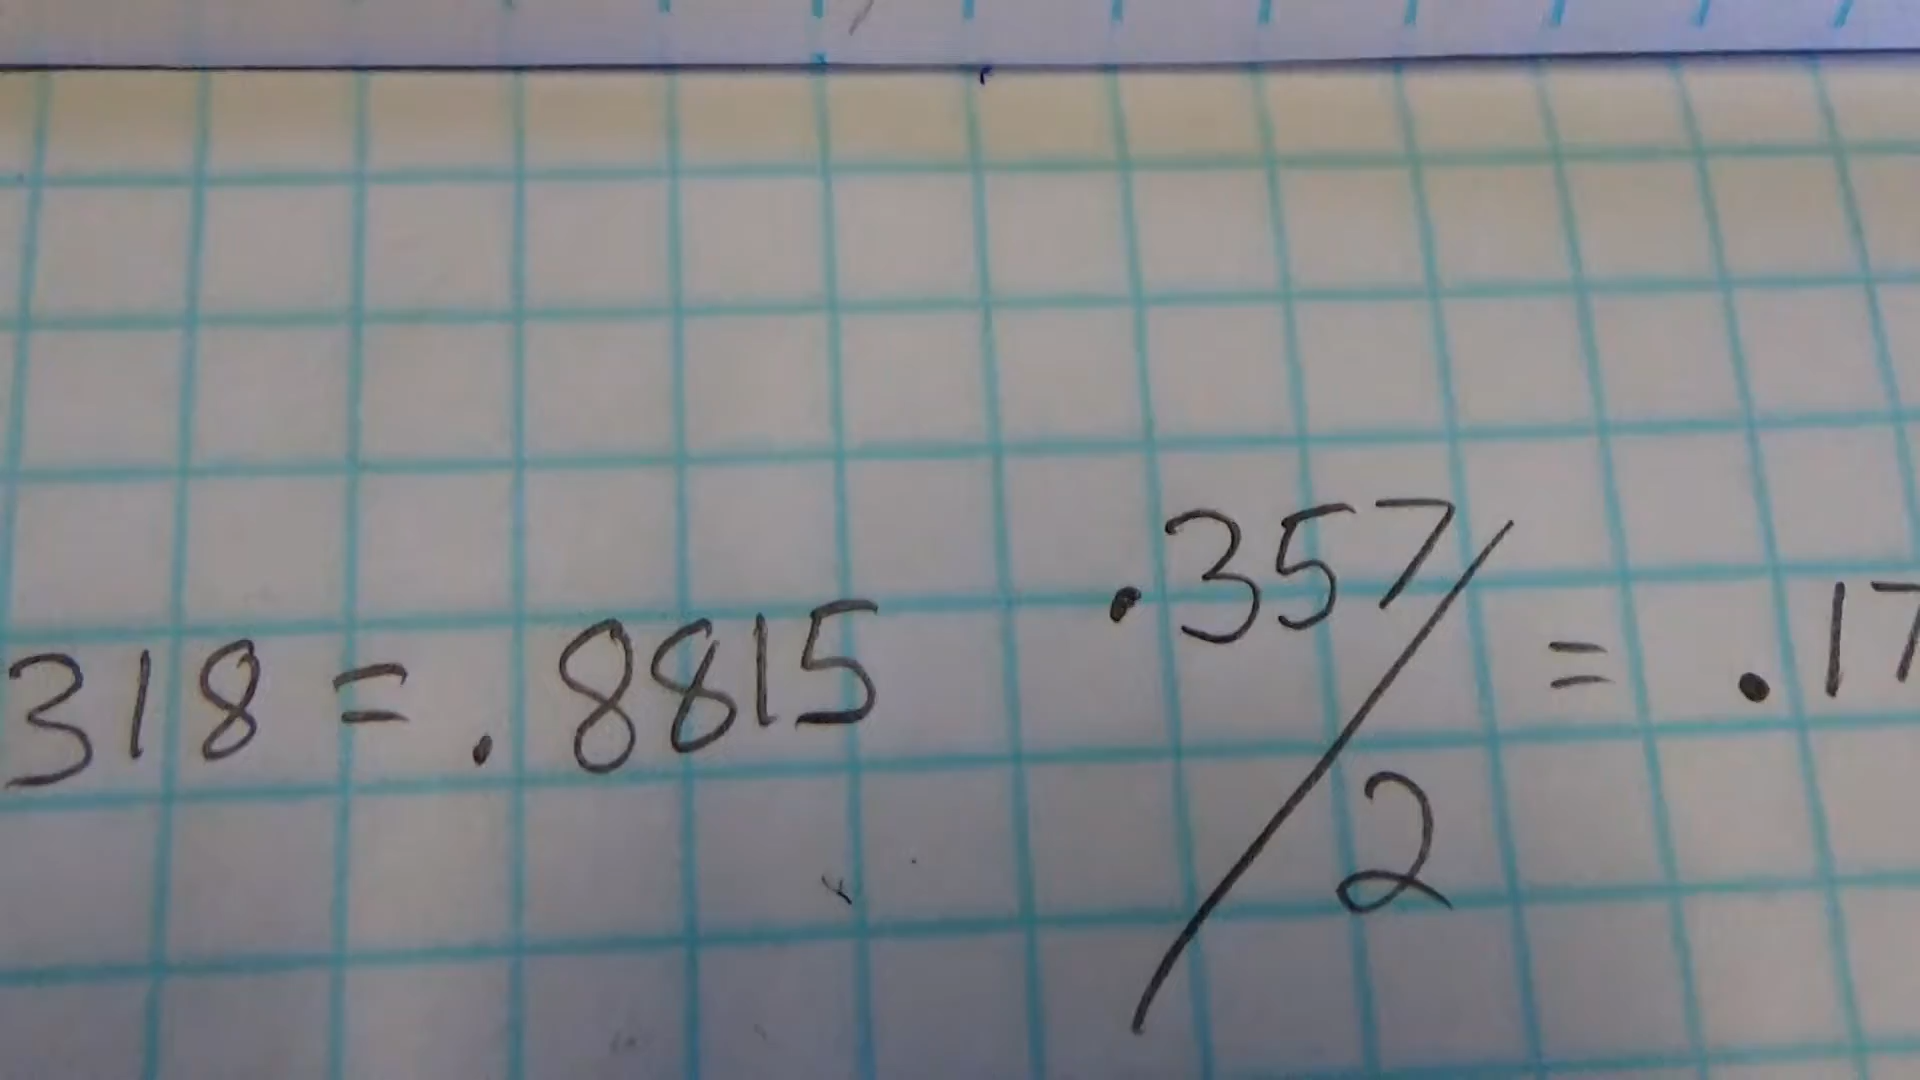 318 = .8815 .357/2 = .17